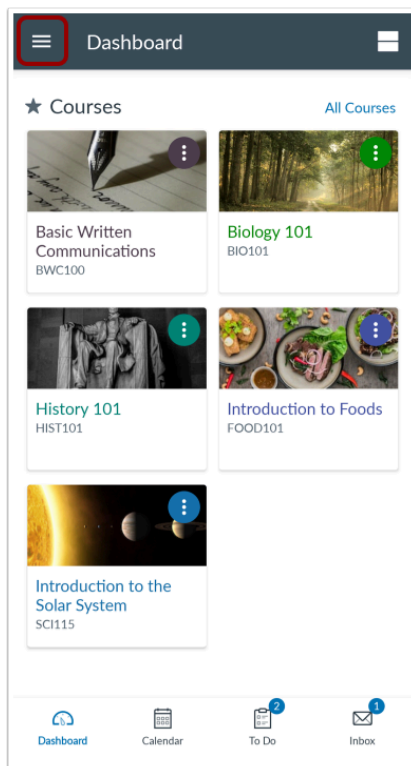 Dashboard
Courses
All Courses
Basic Written
Communications
BWC100
Biology 101
BIO101
History 101
HIST101
Introduction to Foods
FOOD101
Introduction to the
Solar System
SCI115
2
1
Dashboard
Calendar
To Do
Inbox